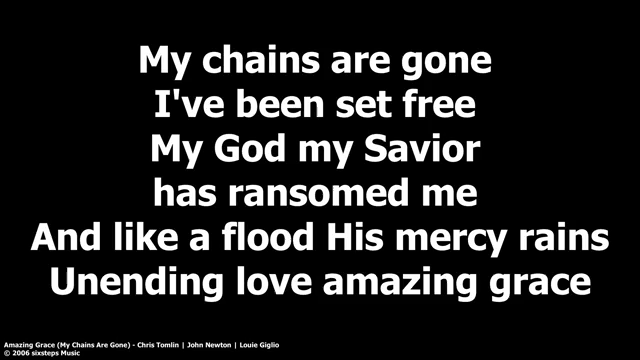 My chains are gone
I've been set free
My God my Savior
has ransomed me
And like a flood His mercy rains
Unending love amazing grace
Amazing Grace (My Chains Are Gone) - Chris Tomlin | John Newton | Louie Giglio
© 2006 sixsteps Music